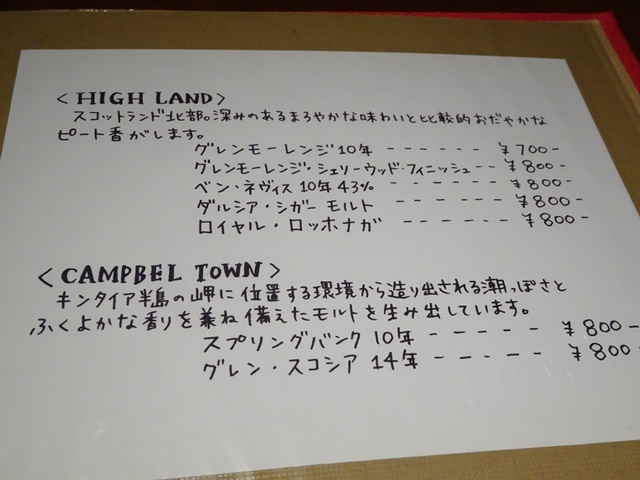 <HIGH LAND>
スコットランド北部。深みのあるまろやかな味わいと比較的おだやかな
ピート香がします。
グレンモーレンジ 10年 ------ ¥700-
グレンモーレンジ・シェリーウッド・フィニッシュ -- ¥800-
ベン・ネヴィス 10年 43% ------ ¥800-
ダルシア・シガー モルト ------ ¥800-
ロイヤル・ロッホナガ ------ ¥800-
<CAMPBEL TOWN>
キンタイア半島の岬に位置する環境から造り出される潮っぽさと
ふくよかな香りを兼ね備えたモルトを生み出しています。
スプリングバンク 10年 ----- ¥800-
グレン・スコシア 14年 ------ ¥800-